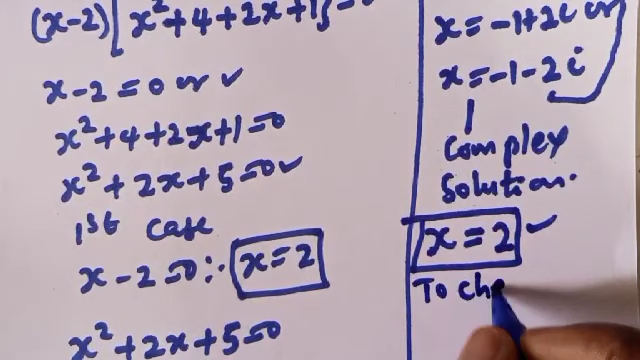 (x-2)[x²+4+2x+1]=0
x-2=0 or ✓
x²+4+2x+1=0
x²+2x+5=0 ✓
1st case
x-2=0 ∴ x=2
x²+2x+5=0
x=-1+2i or
x=-1-2i
Complex
Solution.
x=2 ✓
To che